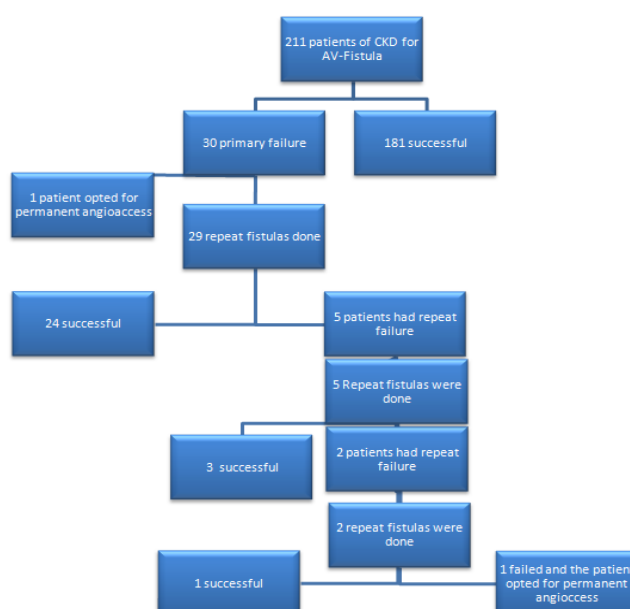 211 patients of CKD for
AV-Fistula
30 primary failure
181 successful
1 patient opted for
permanent angioaccess
29 repeat fistulas done
24 successful
5 patients had repeat
failure
5 Repeat fistulas were
done
3 successful
2 patients had repeat
failure
2 repeat fistulas were
done
1 successful
1 failed and the patien
opted for permanent
angioccess